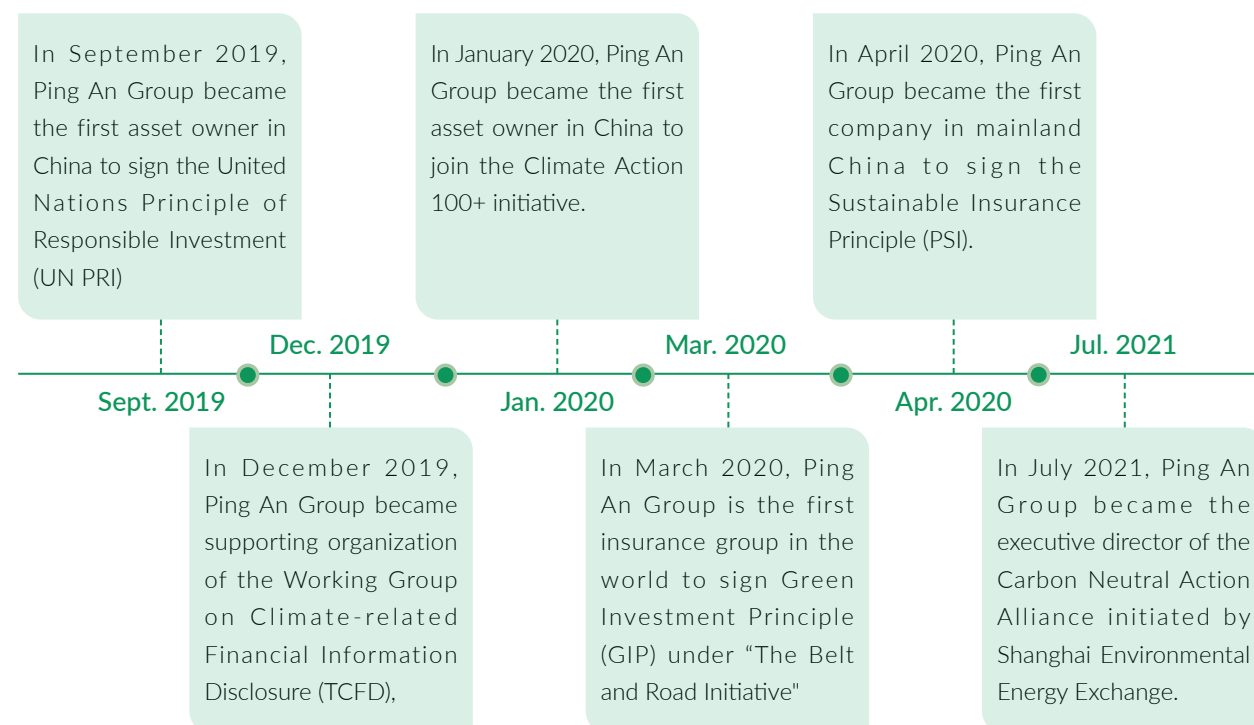 In September 2019,
Ping An Group became
the first asset owner in
China to sign the United
Nations Principle of
Responsible Investment
(UN PRI)
In January 2020, Ping An
Group became the first
asset owner in China to
join the Climate Action
100+ initiative.
In April 2020, Ping An
Group became the first
company in mainland
China to sign the
Sustainable Insurance
Principle (PSI).
Dec. 2019
Mar. 2020
Jul. 2021
Sept. 2019
Jan. 2020
Apr. 2020
In December 2019,
Ping An Group became
supporting organization
of the Working Group
on Climate-related
Financial Information
Disclosure (TCFD),
In March 2020, Ping
An Group is the first
insurance group in the
world to sign Green
Investment Principle
(GIP) under “The Belt
and Road Initiative"
In July 2021, Ping An
Group became the
executive director of the
Carbon Neutral Action
Alliance initiated by
Shanghai Environmental
Energy Exchange.